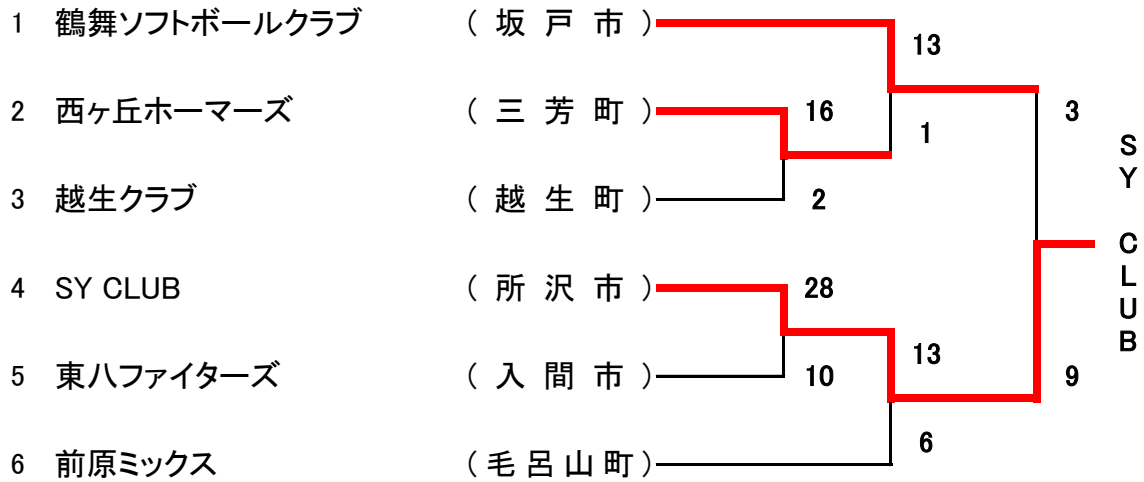 1 鶴舞ソフトボールクラブ ( 坂 戸 市 )
13
2 西ヶ丘ホーマーズ ( 三 芳 町 ) 16 3
1
3 越生クラブ ( 越 生 町 ) 2
SY CLUB
4 SY CLUB ( 所 沢 市 ) 28
13
5 東八ファイターズ ( 入 間 市 ) 10 9
6
6 前原ミックス ( 毛 呂 山 町 )